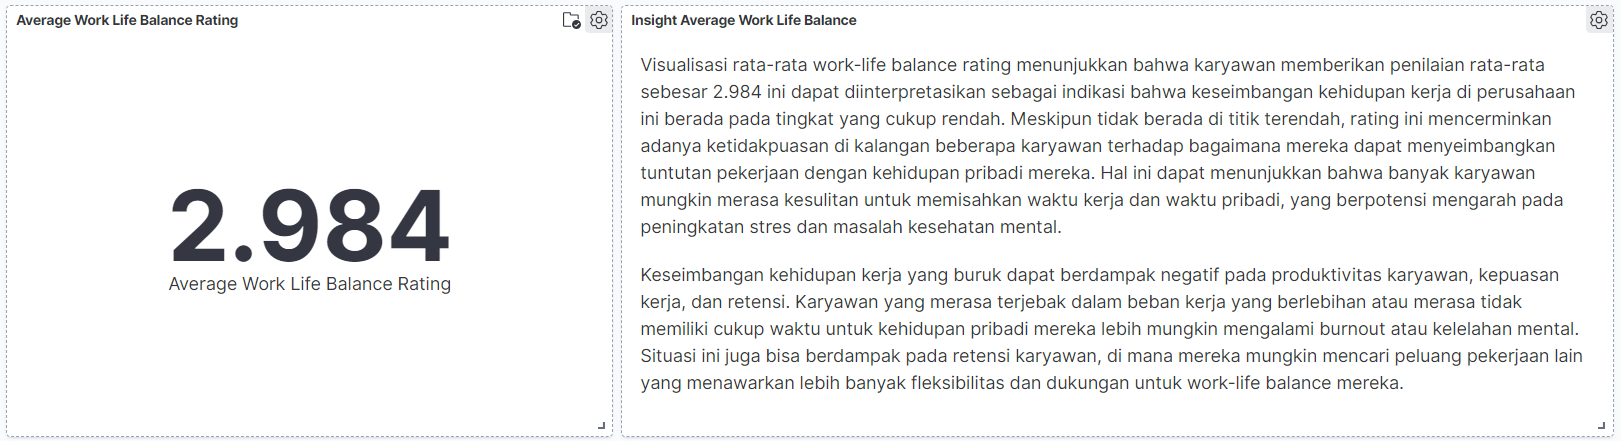 Average Work Life Balance Rating
2.984
Average Work Life Balance Rating
Insight Average Work Life Balance
Visualisasi rata-rata work-life balance rating menunjukkan bahwa karyawan memberikan penilaian rata-rata
sebesar 2.984 ini dapat diinterpretasikan sebagai indikasi bahwa keseimbangan kehidupan kerja di perusahaan
ini berada pada tingkat yang cukup rendah. Meskipun tidak berada di titik terendah, rating ini mencerminkan
adanya ketidakpuasan di kalangan beberapa karyawan terhadap bagaimana mereka dapat menyeimbangkan
tuntutan pekerjaan dengan kehidupan pribadi mereka. Hal ini dapat menunjukkan bahwa banyak karyawan
mungkin merasa kesulitan untuk memisahkan waktu kerja dan waktu pribadi, yang berpotensi mengarah pada
peningkatan stres dan masalah kesehatan mental.
Keseimbangan kehidupan kerja yang buruk dapat berdampak negatif pada produktivitas karyawan, kepuasan
kerja, dan retensi. Karyawan yang merasa terjebak dalam beban kerja yang berlebihan atau merasa tidak
memiliki cukup waktu untuk kehidupan pribadi mereka lebih mungkin mengalami burnout atau kelelahan mental.
Situasi ini juga bisa berdampak pada retensi karyawan, di mana mereka mungkin mencari peluang pekerjaan lain
yang menawarkan lebih banyak fleksibilitas dan dukungan untuk work-life balance mereka.